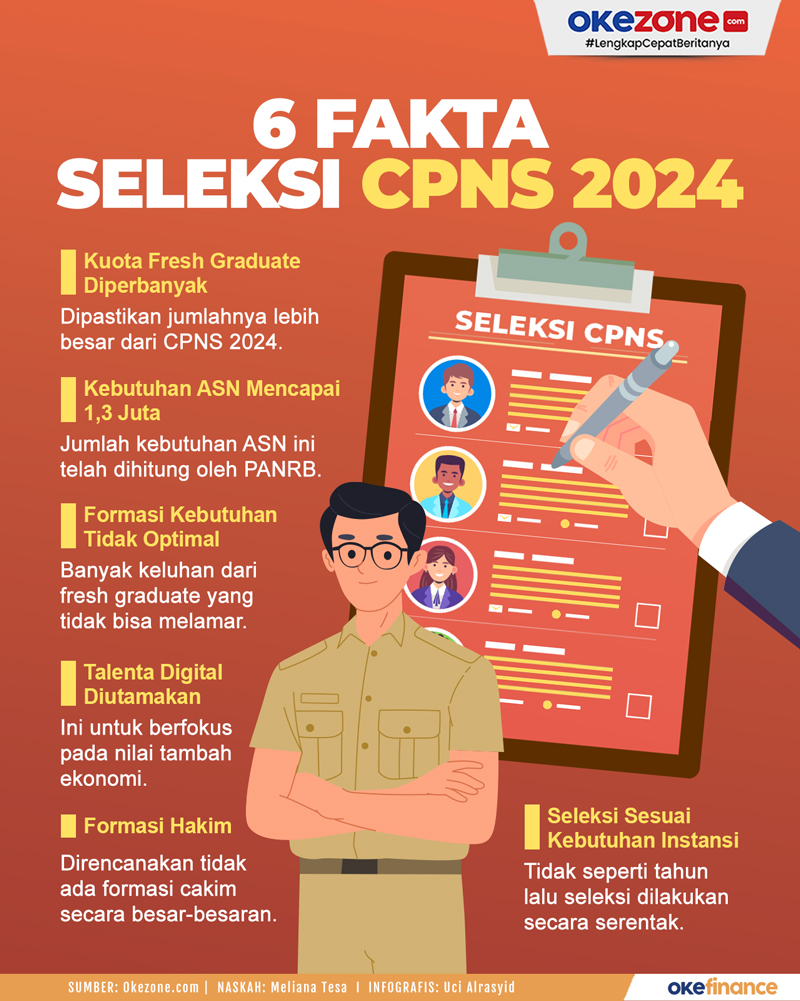 okezone.com
#LengkapCepatBeritanya
6 FAKTA
SELEKSI CPNS 2024
Kuota Fresh Graduate
Diperbanyak
Dipastikan jumlahnya lebih
besar dari CPNS 2024.
Kebutuhan ASN Mencapai
1,3 Juta
Jumlah kebutuhan ASN ini
telah dihitung oleh PANRB.
Formasi Kebutuhan
Tidak Optimal
Banyak keluhan dari
fresh graduate yang
tidak bisa melamar.
Talenta Digital
Diutamakan
Ini untuk berfokus
pada nilai tambah
ekonomi.
Formasi Hakim
Direncanakan tidak
ada formasi cakim
secara besar-besaran.
SELEKSI CPNS
Seleksi Sesuai
Kebutuhan Instansi
Tidak seperti tahun
lalu seleksi dilakukan
secara serentak.
SUMBER: Okezone.com | NASKAH: Meliana Tesa I INFOGRAFIS: Uci Alrasyid
okefinance